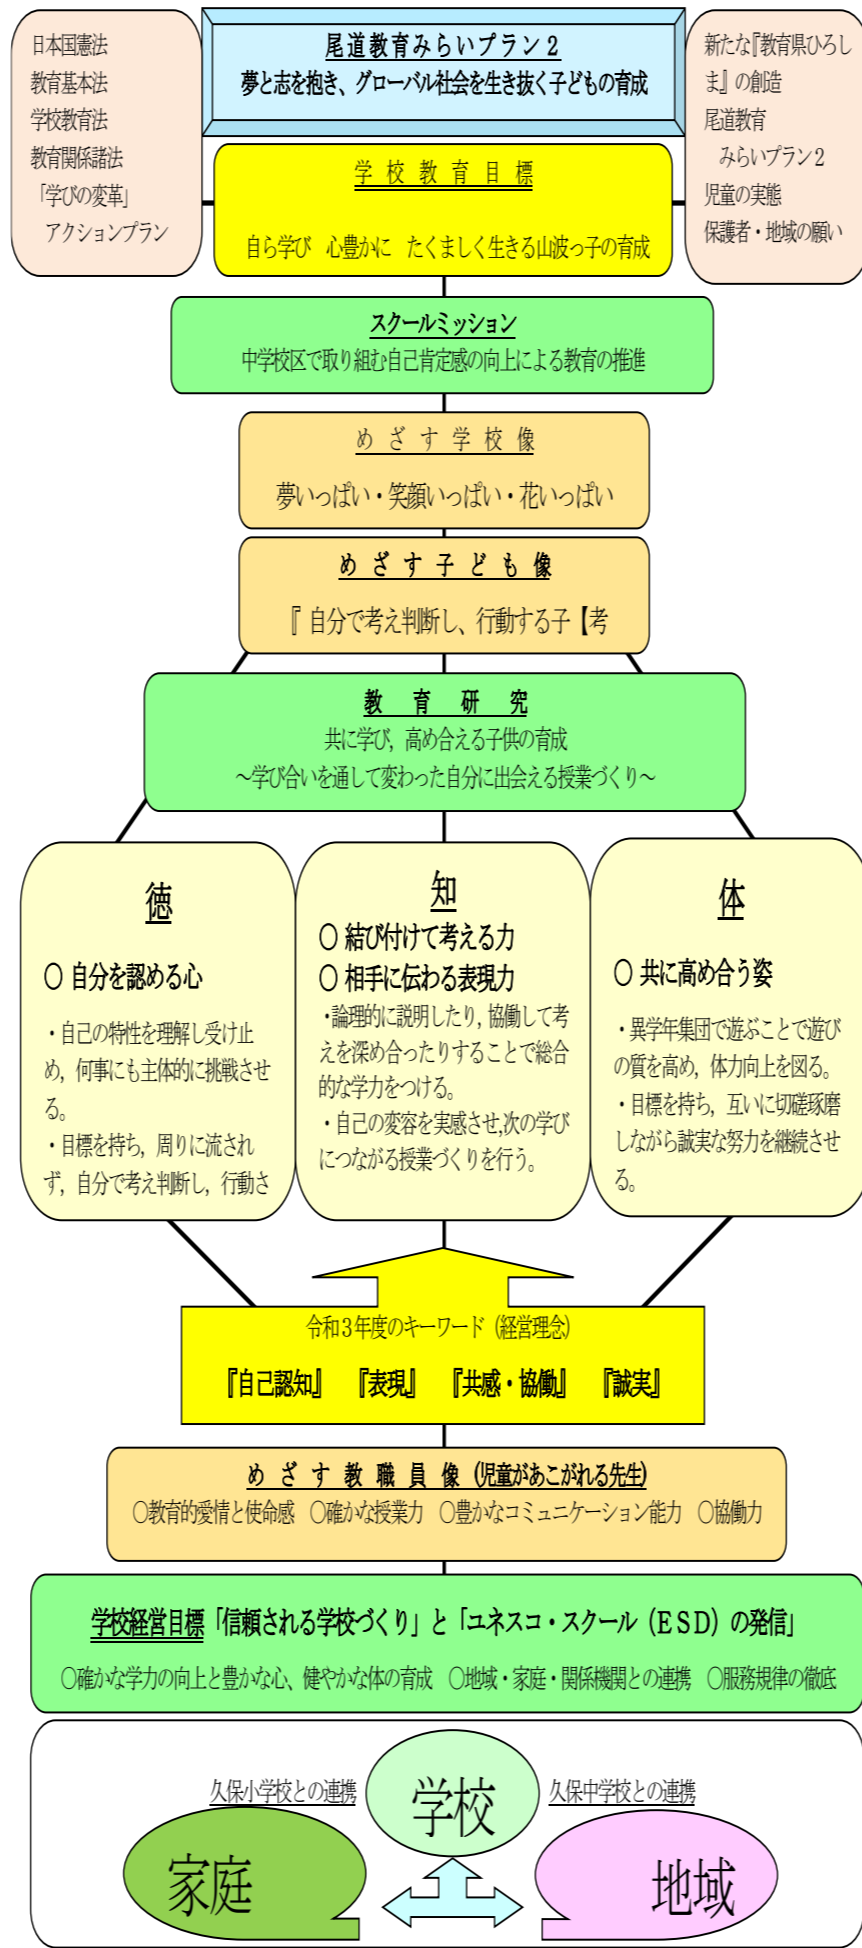 日本国憲法
教育基本法
学校教育法
教育関係諸法
「学びの変革」
アクションプラン
尾道教育みらいプラン2
夢と志を抱き、グローバル社会を生き抜く子どもの育成
新たな『教育県ひろし
ま』の創造
尾道教育
みらいプラン2
児童の実態
保護者・地域の願い
学校教育目標
自ら学び 心豊かに たくましく生きる山波っ子の育成
スクールミッション
中学校区で取り組む自己肯定感の向上による教育の推進
めざす学校像
夢いっぱい・笑顔いっぱい・花いっぱい
めざす子ども像
『 自分で考え判断し、行動する子【考
教育研究
共に学び，高め合える子供の育成
～学び合いを通して変わった自分に出会える授業づくり～
徳
○ 自分を認める心
・自己の特性を理解し受け止
め，何事にも主体的に挑戦させ
る。
・目標を持ち，周りに流され
ず，自分で考え判断し，行動さ
知
○ 結び付けて考える力
○ 相手に伝わる表現力
・論理的に説明したり，協働して考
えを深め合ったりすることで総合
的な学力をつける。
・自己の変容を実感させ，次の学び
につながる授業づくりを行う。
体
○ 共に高め合う姿
・異学年集団で遊ぶことで遊び
の質を高め，体力向上を図る。
・目標を持ち，互いに切磋琢磨
しながら誠実な努力を継続させ
る。
令和3年度のキーワード（経営理念）
『自己認知』 『表現』 『共感・協働』 『誠実』
めざす教職員像（児童があこがれる先生）
○教育的愛情と使命感 ○確かな授業力 ○豊かなコミュニケーション能力 ○協働力
学校経営目標「信頼される学校づくり」と「ユネスコ・スクール（ＥＳＤ）の発信」
○確かな学力の向上と豊かな心、健やかな体の育成 ○地域・家庭・関係機関との連携 ○服務規律の徹底
久保小学校との連携
学校
久保中学校との連携
家庭
地域